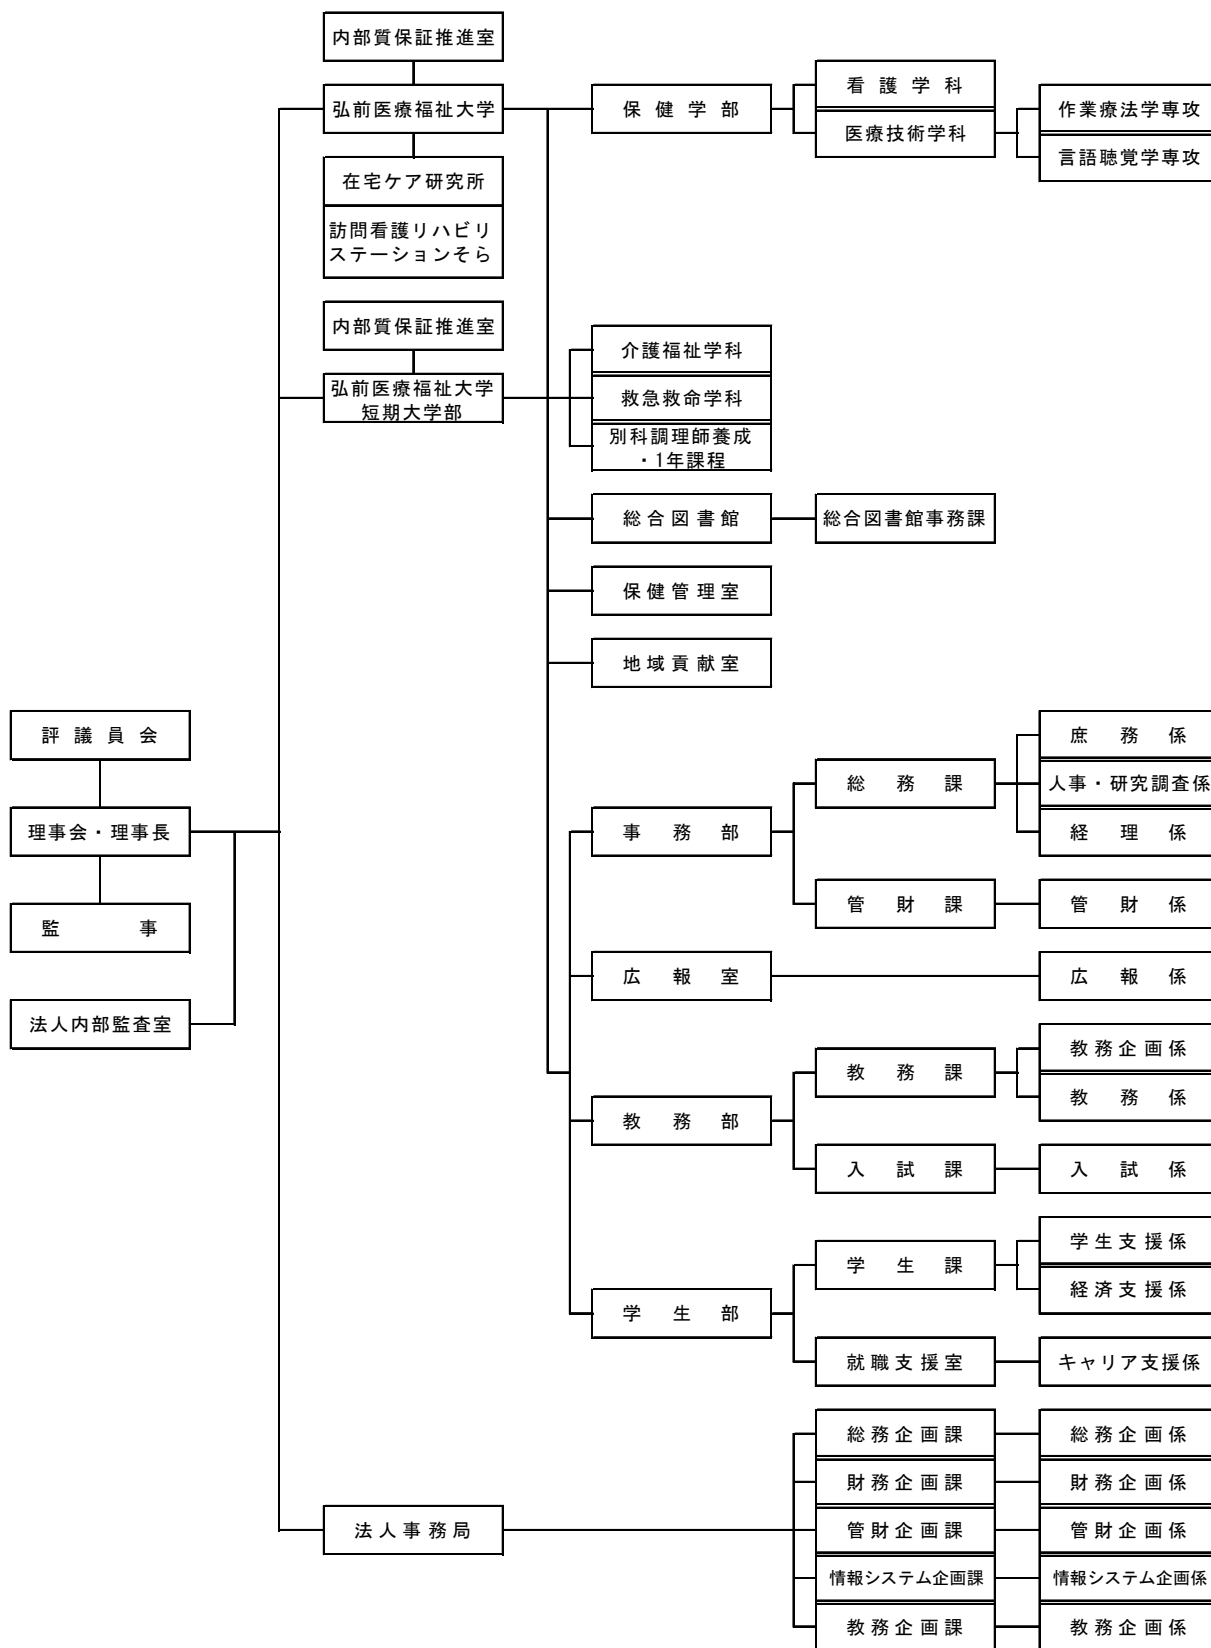 内部質保証推進室
弘前医療福祉大学
保健学部
看護学科
医療技術学科
作業療法学専攻
言語聴覚学専攻
在宅ケア研究所
訪問看護リハビリ
ステーションそら
内部質保証推進室
弘前医療福祉大学
短期大学部
介護福祉学科
救急救命学科
別科調理師養成
・1年課程
総合図書館
総合図書館事務課
保健管理室
地域貢献室
評議員会
理事会・理事長
監事
法人内部監査室
事務部
総務課
庶務係
人事・研究調査係
経理係
管財課
管財係
広報室
広報係
教務部
教務課
教務企画係
教務係
入試課
入試係
学生部
学生課
学生支援係
経済支援係
就職支援室
キャリア支援係
法人事務局
総務企画課
総務企画係
財務企画課
財務企画係
管財企画課
管財企画係
情報システム企画課
情報システム企画係
教務企画課
教務企画係